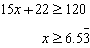 15x + 22 ≥ 120
x ≥ 6.53̅